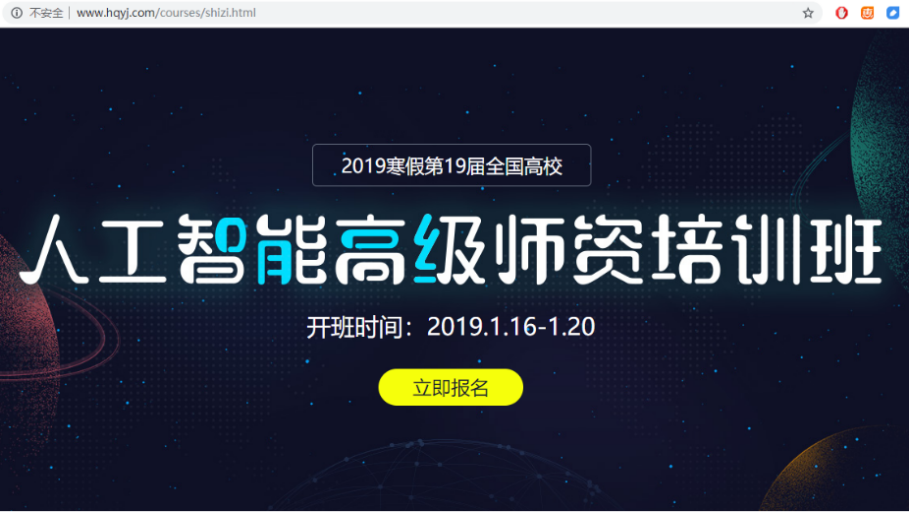 不安全 | www.hqyj.com/courses/shizi.html
2019寒假第19届全国高校
人工智能高级师资培训班
开班时间：2019.1.16-1.20
立即报名